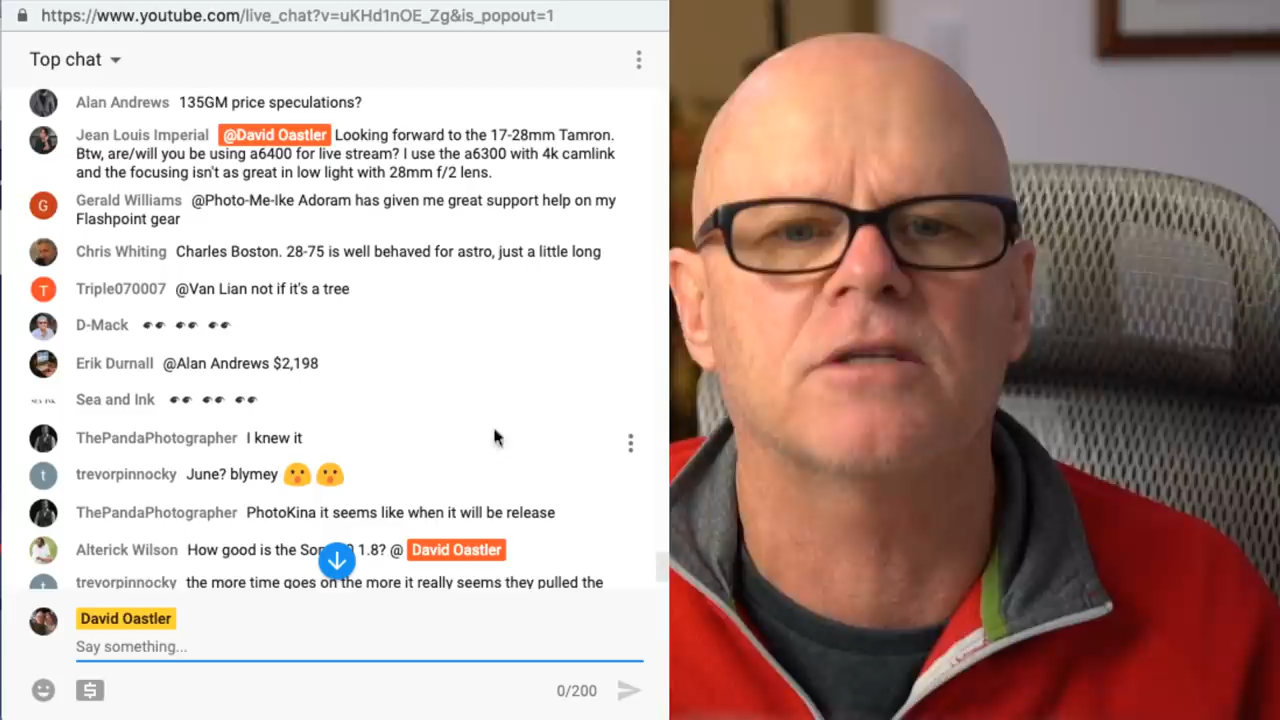 https://www.youtube.com/live_chat?v=uKHd1nOE_Zg&is_popout=1
Top chat
Alan Andrews 135GM price speculations?
Jean Louis Imperial @David Oastler Looking forward to the 17-28mm Tamron.
Btw, are/will you be using a6400 for live stream? I use the a6300 with 4k camlink
and the focusing isn't as great in low light with 28mm f/2 lens.
G Gerald Williams @Photo-Me-Ike Adoram has given me great support help on my
Flashpoint gear
Chris Whiting Charles Boston. 28-75 is well behaved for astro, just a little long
T Triple070007 @Van Lian not if it's a tree
D-Mack
Erik Durnall @Alan Andrews $2,198
Sea and Ink
ThePandaPhotographer I knew it
t trevorpinnocky June? blymey
ThePandaPhotographer PhotoKina it seems like when it will be release
Alterick Wilson How good is the 1.8? @ David Oastler
t trevorpinnocky the more time goes on the more it really seems they pulled the
David Oastler
Say something...
0/200